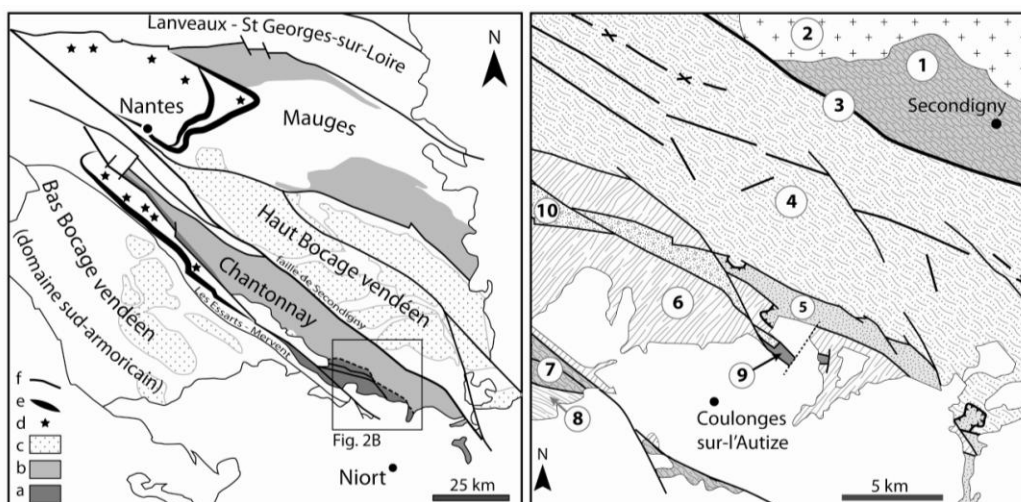 Lanveaux - St Georges-sur-Loire
N
Nantes
Mauges
Haut Bocage vendéen
faille de Secondigny
Chantonnay
Les Essarts - Mervent
Bas Bocage vendéen
(domaine sud-armoricain)
f
e
d
c
b
a
Fig. 2B
Niort
25 km
2
1
3
Secondigny
4
10
5
6
7
9
8
Coulonges
sur-l'Autize
N
5 km